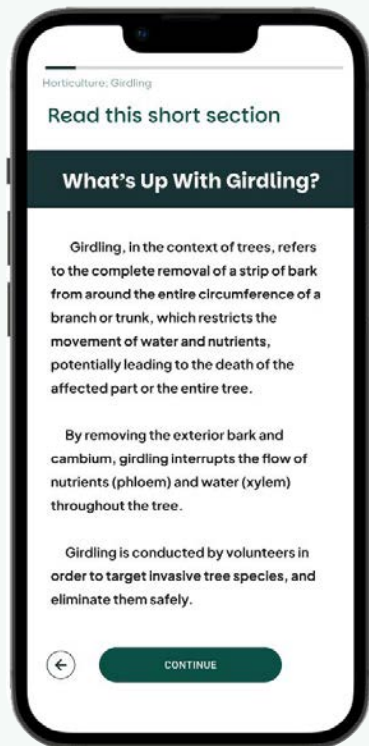 Horticulture: Girdling
Read this short section
What's Up With Girdling?
Girdling, in the context of trees, refers
to the complete removal of a strip of bark
from around the entire circumference of a
branch or trunk, which restricts the
movement of water and nutrients,
potentially leading to the death of the
affected part or the entire tree.
By removing the exterior bark and
cambium, girdling interrupts the flow of
nutrients (phloem) and water (xylem)
throughout the tree.
Girdling is conducted by volunteers in
order to target invasive tree species, and
eliminate them safely.
CONTINUE